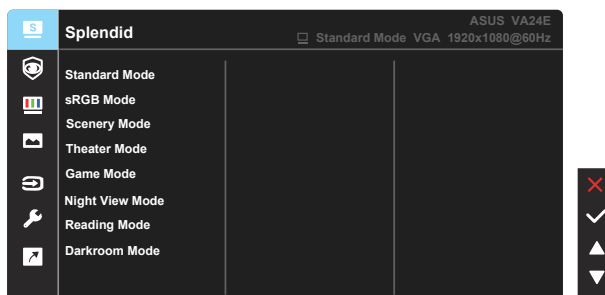 S
Splendid
ASUS VA24E
Standard Mode VGA 1920x1080@60Hz
Standard Mode
sRGB Mode
Scenery Mode
Theater Mode
Game Mode
Night View Mode
Reading Mode
Darkroom Mode